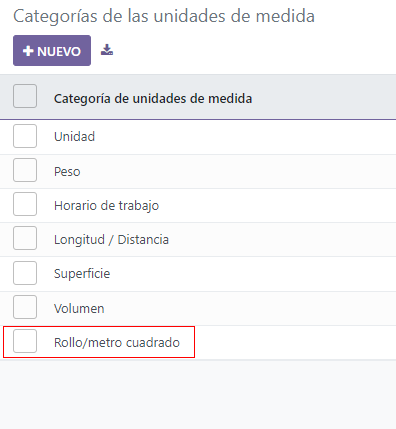 Categorías de las unidades de medida
+ NUEVO
Categoría de unidades de medida
Unidad
Peso
Horario de trabajo
Longitud / Distancia
Superficie
Volumen
Rollo/metro cuadrado